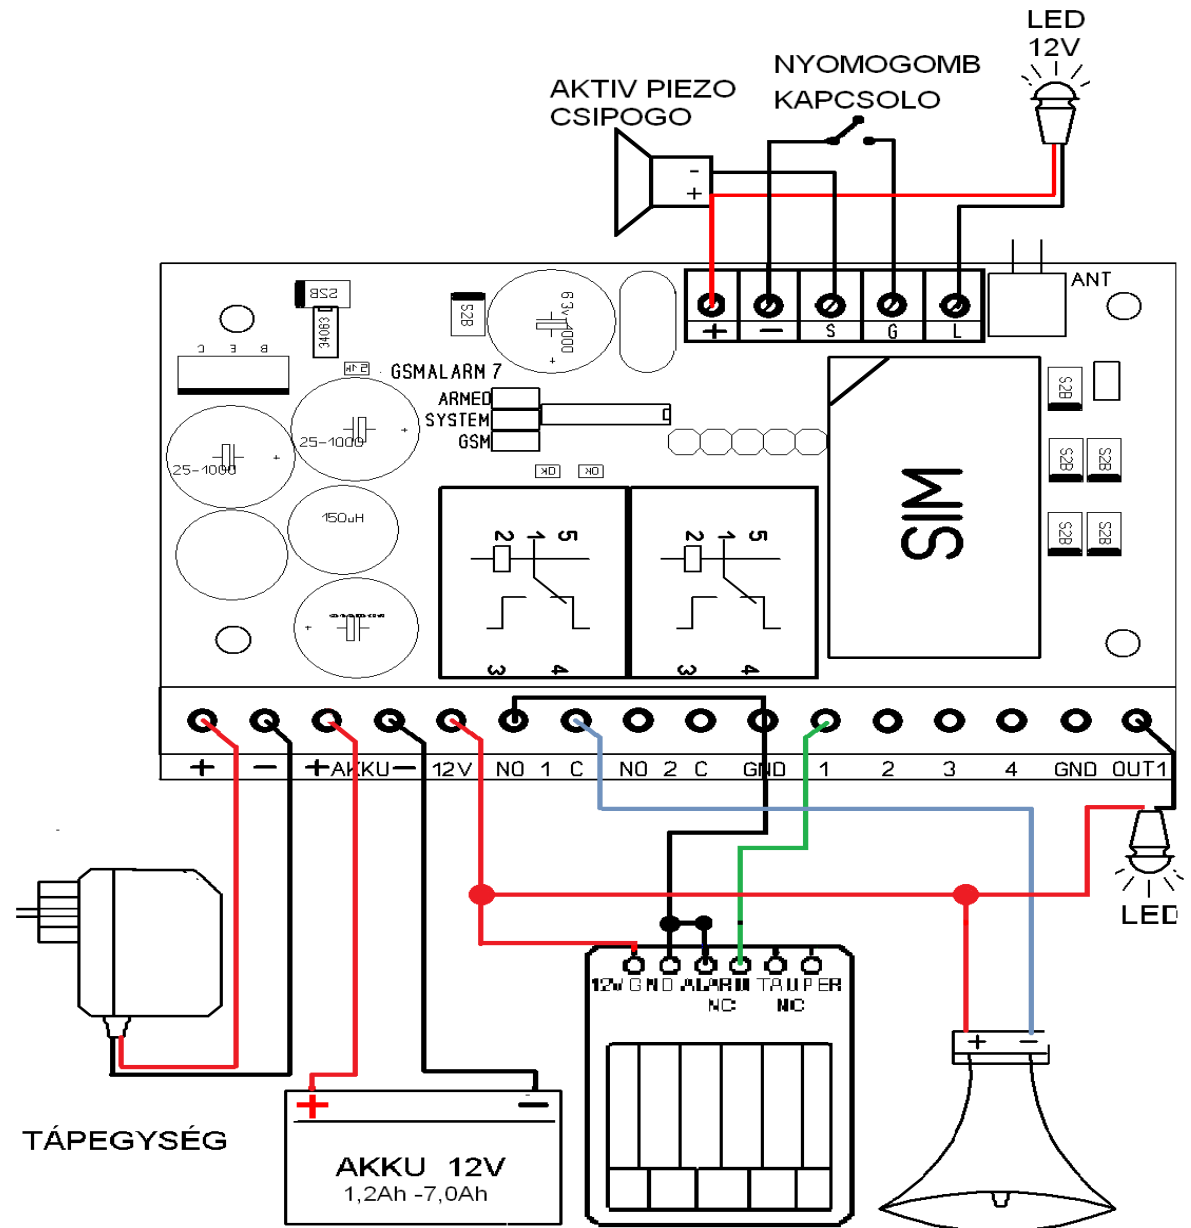 LED
12V
NYOMOGOMB
KAPCSOLO
AKTIV PIEZO
CSIPOGO
-
+
ANT
+ − S G L
S2B
34063
S2B
63v 1000
+
C E B
GSMALARM 7
ARMED
SYSTEM
GSM
25-1000
+
25-1000
+
150uH
+
S2B
S2B S2B
S2B S2B
2 1 5
3 4
2 1 5
3 4
SIM
+ − + AKKU − 12V NO 1 C NO 2 C GND 1 2 3 4 GND OUT1
LED
12V GND ALARM TAMPER
NC NC
+ −
+ −
TÁPEGYSÉG
AKKU 12V
1,2Ah -7,0Ah